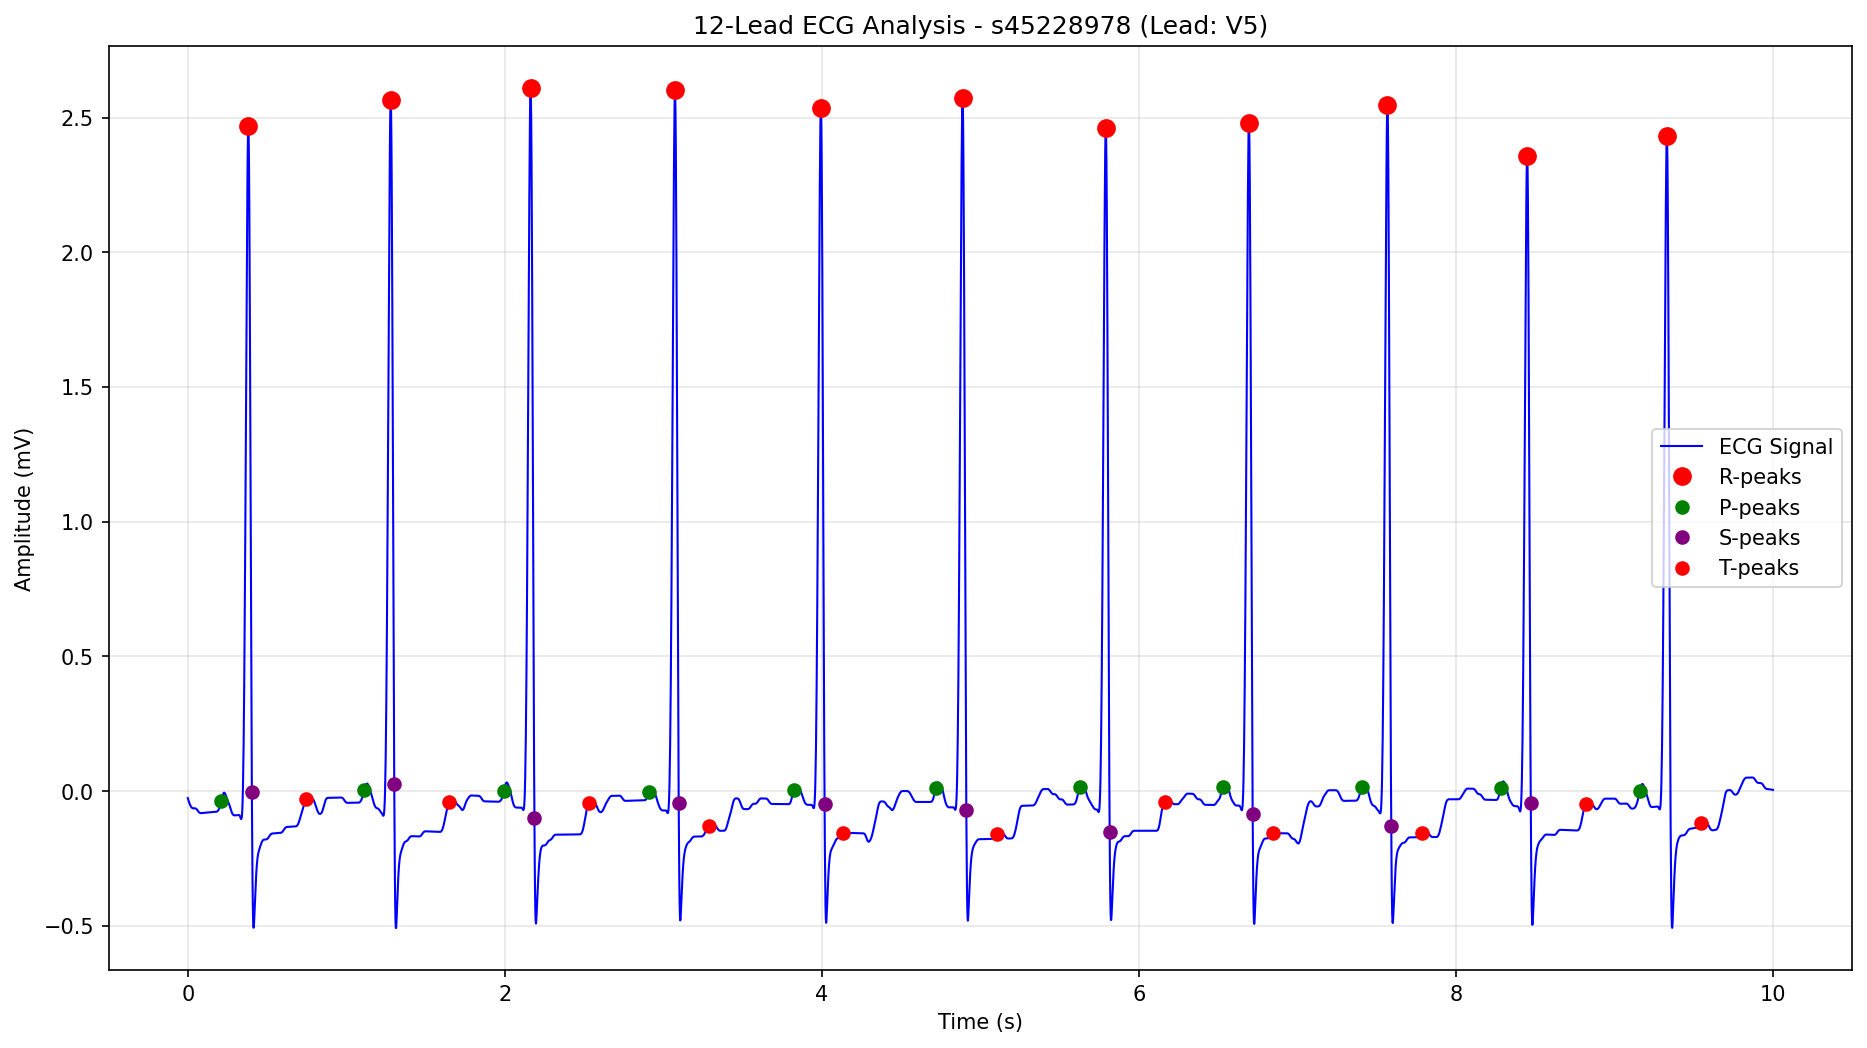 12-Lead ECG Analysis - s45228978 (Lead: V5)
Amplitude (mV)
2.5
2.0
1.5
1.0
0.5
0.0
−0.5
ECG Signal
R-peaks
P-peaks
S-peaks
T-peaks
0 2 4 6 8 10
Time (s)